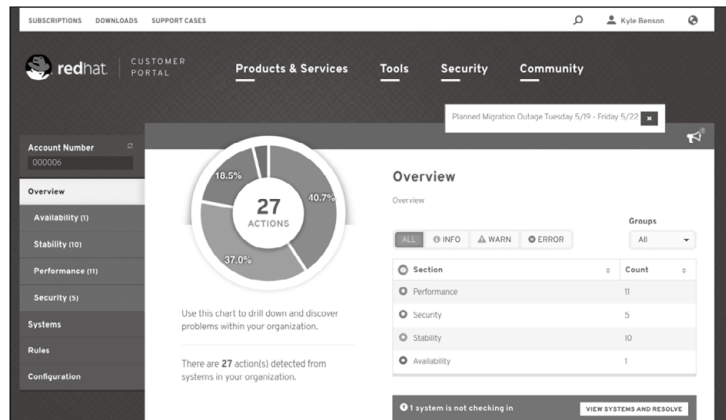 SUBSCRIPTIONS DOWNLOADS SUPPORT CASES
Kyle Benson
redhat. CUSTOMER PORTAL
Products & Services Tools Security Community
Planned Migration Outage Tuesday 5/19 - Friday 5/22
Account Number
000006
Overview
Availability (1)
Stability (10)
Performance (11)
Security (5)
Systems
Rules
Configuration
18.5%
40.7%
27
ACTIONS
37.0%
Use this chart to drill down and discover
problems within your organization.
There are 27 action(s) detected from
systems in your organization.
Overview
Overview
Groups
ALL INFO WARN ERROR All
Section Count
Performance 11
Security 5
Stability 10
Availability 1
1 system is not checking in VIEW SYSTEMS AND RESOLVE